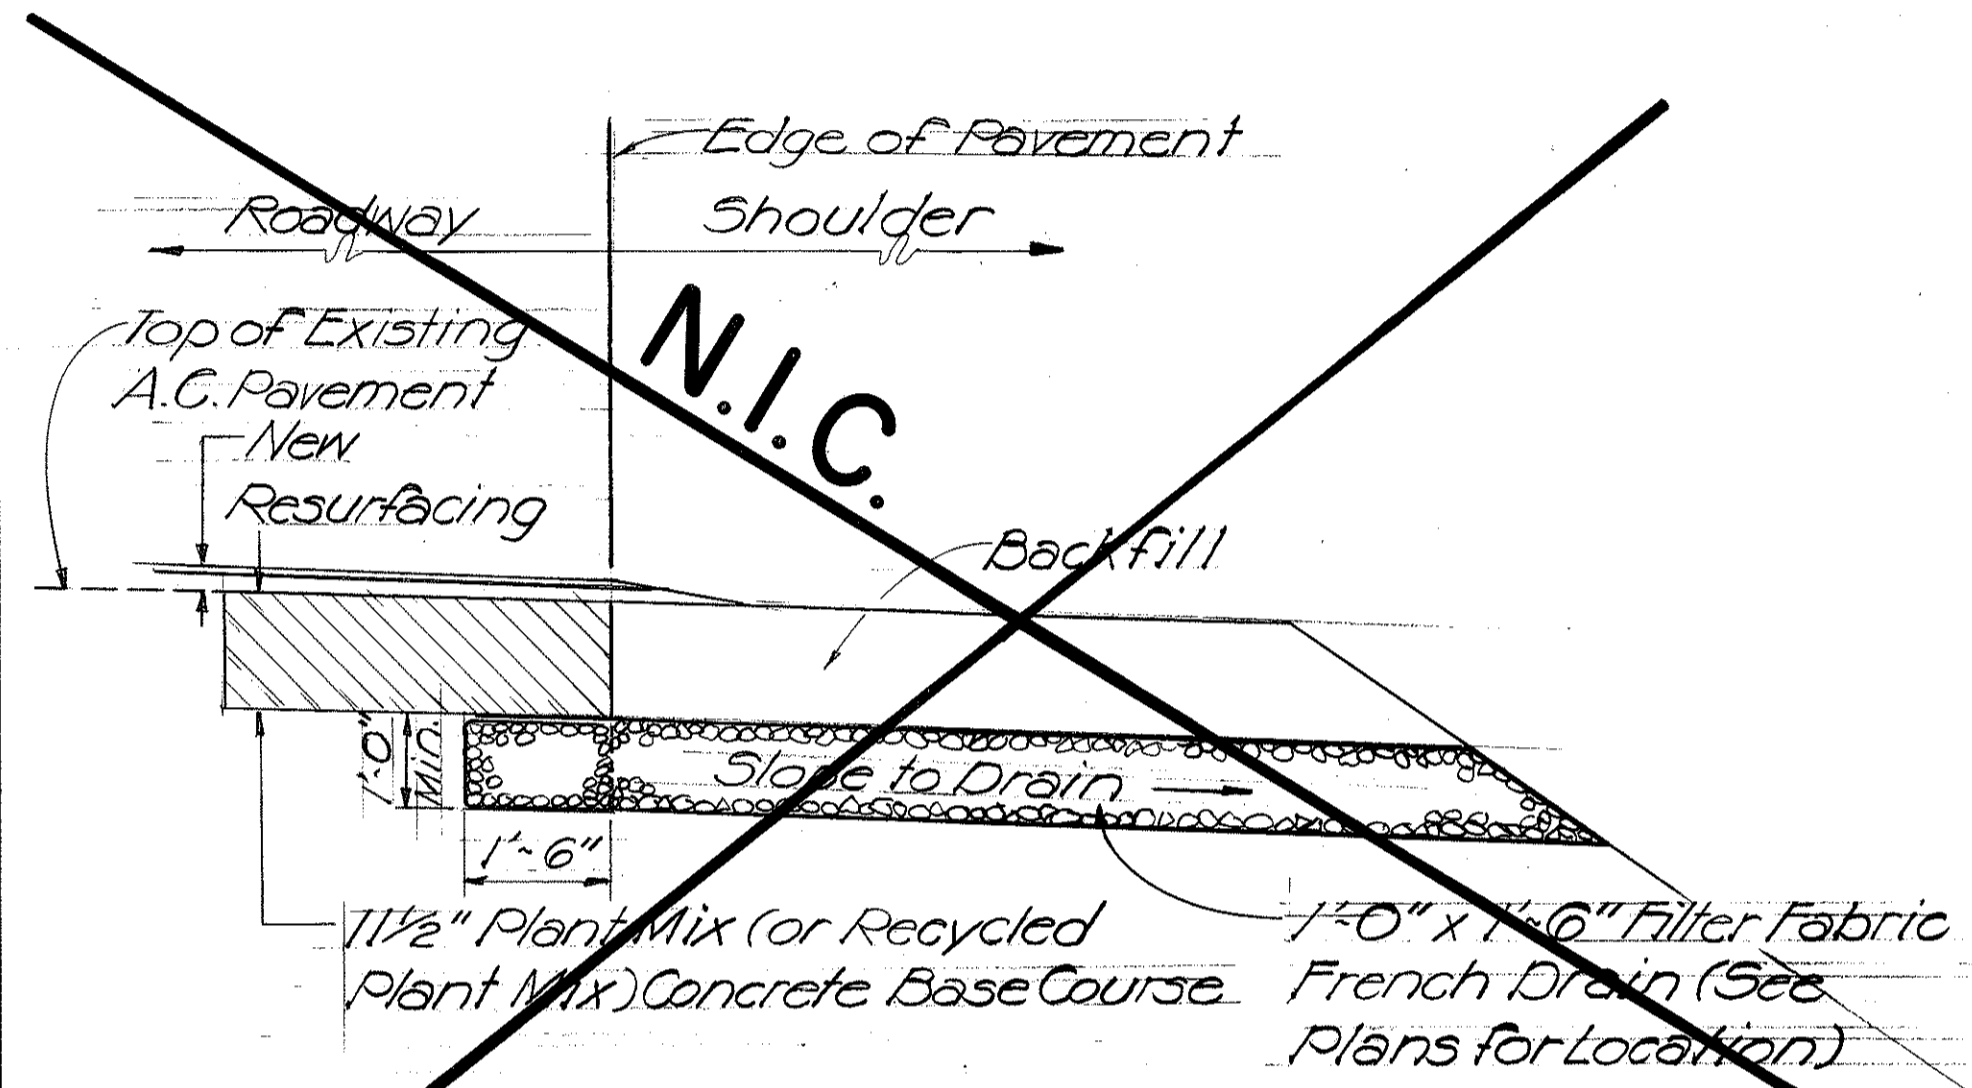 Edge of Pavement
Roadway
Shoulder
N.I.C.
Top of Existing
A.C. Pavement
New
Resurfacing
Backfill
1'~0"
Min.
Slope to Drain
1'~6"
11½" Plant Mix (or Recycled
Plant Mix) Concrete Base Course
1'~0" x 1'~6" Filter Fabric
French Drain (See
Plans for Location)